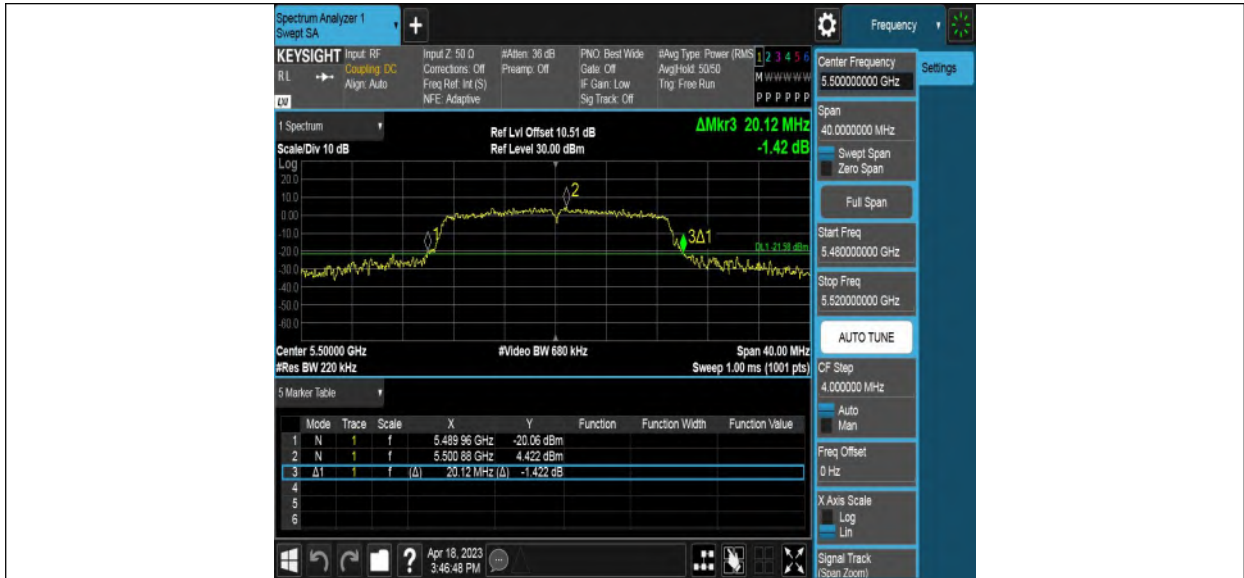 Spectrum Analyzer 1
Swept SA
+
Frequency
KEYSIGHT
Input: RF
Coupling: DC
Align: Auto
RL
LXI
Input Z: 50 Ω
Corrections: Off
Freq Ref: Int (S)
NFE: Adaptive
#Atten: 36 dB
Preamp: Off
PNO: Best Wide
Gate: Off
IF Gain: Low
Sig Track: Off
#Avg Type: Power (RMS
Avg|Hold: 50/50
Trig: Free Run
1 2 3 4 5 6
M W W W W W
P P P P P P
Center Frequency
5.500000000 GHz
Settings
Span
40.0000000 MHz
Swept Span
Zero Span
Full Span
Start Freq
5.480000000 GHz
Stop Freq
5.520000000 GHz
AUTO TUNE
CF Step
4.000000 MHz
Auto
Man
Freq Offset
0 Hz
X Axis Scale
Log
Lin
Signal Track
(Span Zoom)
1 Spectrum
Scale/Div 10 dB
Ref Lvl Offset 10.51 dB
Ref Level 30.00 dBm
ΔMkr3 20.12 MHz
-1.42 dB
Log
20.0
10.0
0.00
-10.0
-20.0
-30.0
-40.0
-50.0
-60.0
1
2
3Δ1
DL1 -21.58 dBm
Center 5.50000 GHz
#Res BW 220 kHz
#Video BW 680 kHz
Span 40.00 MHz
Sweep 1.00 ms (1001 pts)
5 Marker Table
Mode Trace Scale X Y Function Function Width Function Value
1 N 1 f 5.489 96 GHz -20.06 dBm
2 N 1 f 5.500 88 GHz 4.422 dBm
3 Δ1 1 f (Δ) 20.12 MHz (Δ) -1.422 dB
4
5
6
?
Apr 18, 2023
3:46:48 PM